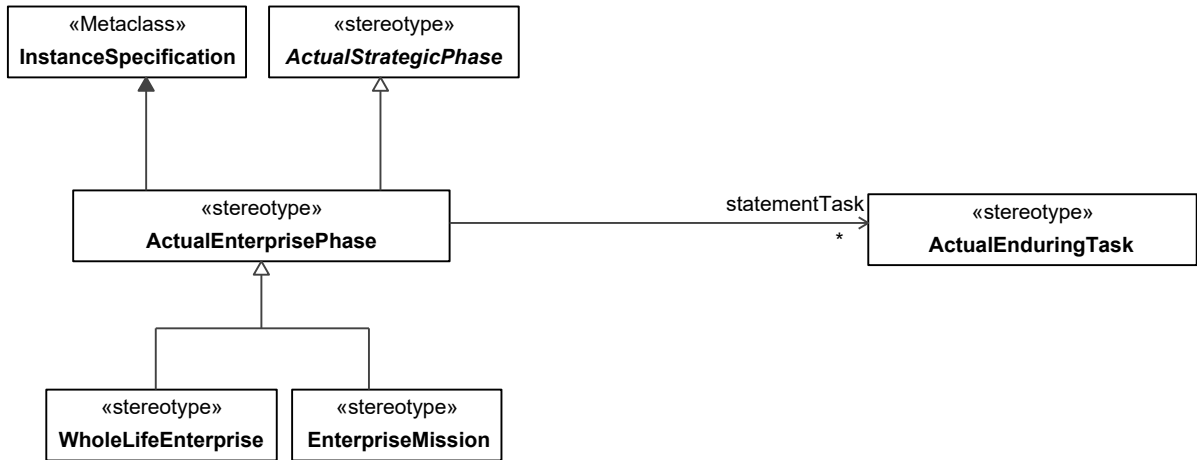 «Metaclass»
InstanceSpecification
«stereotype»
ActualStrategicPhase
«stereotype»
ActualEnterprisePhase
statementTask
*
«stereotype»
ActualEnduringTask
«stereotype»
WholeLifeEnterprise
«stereotype»
EnterpriseMission